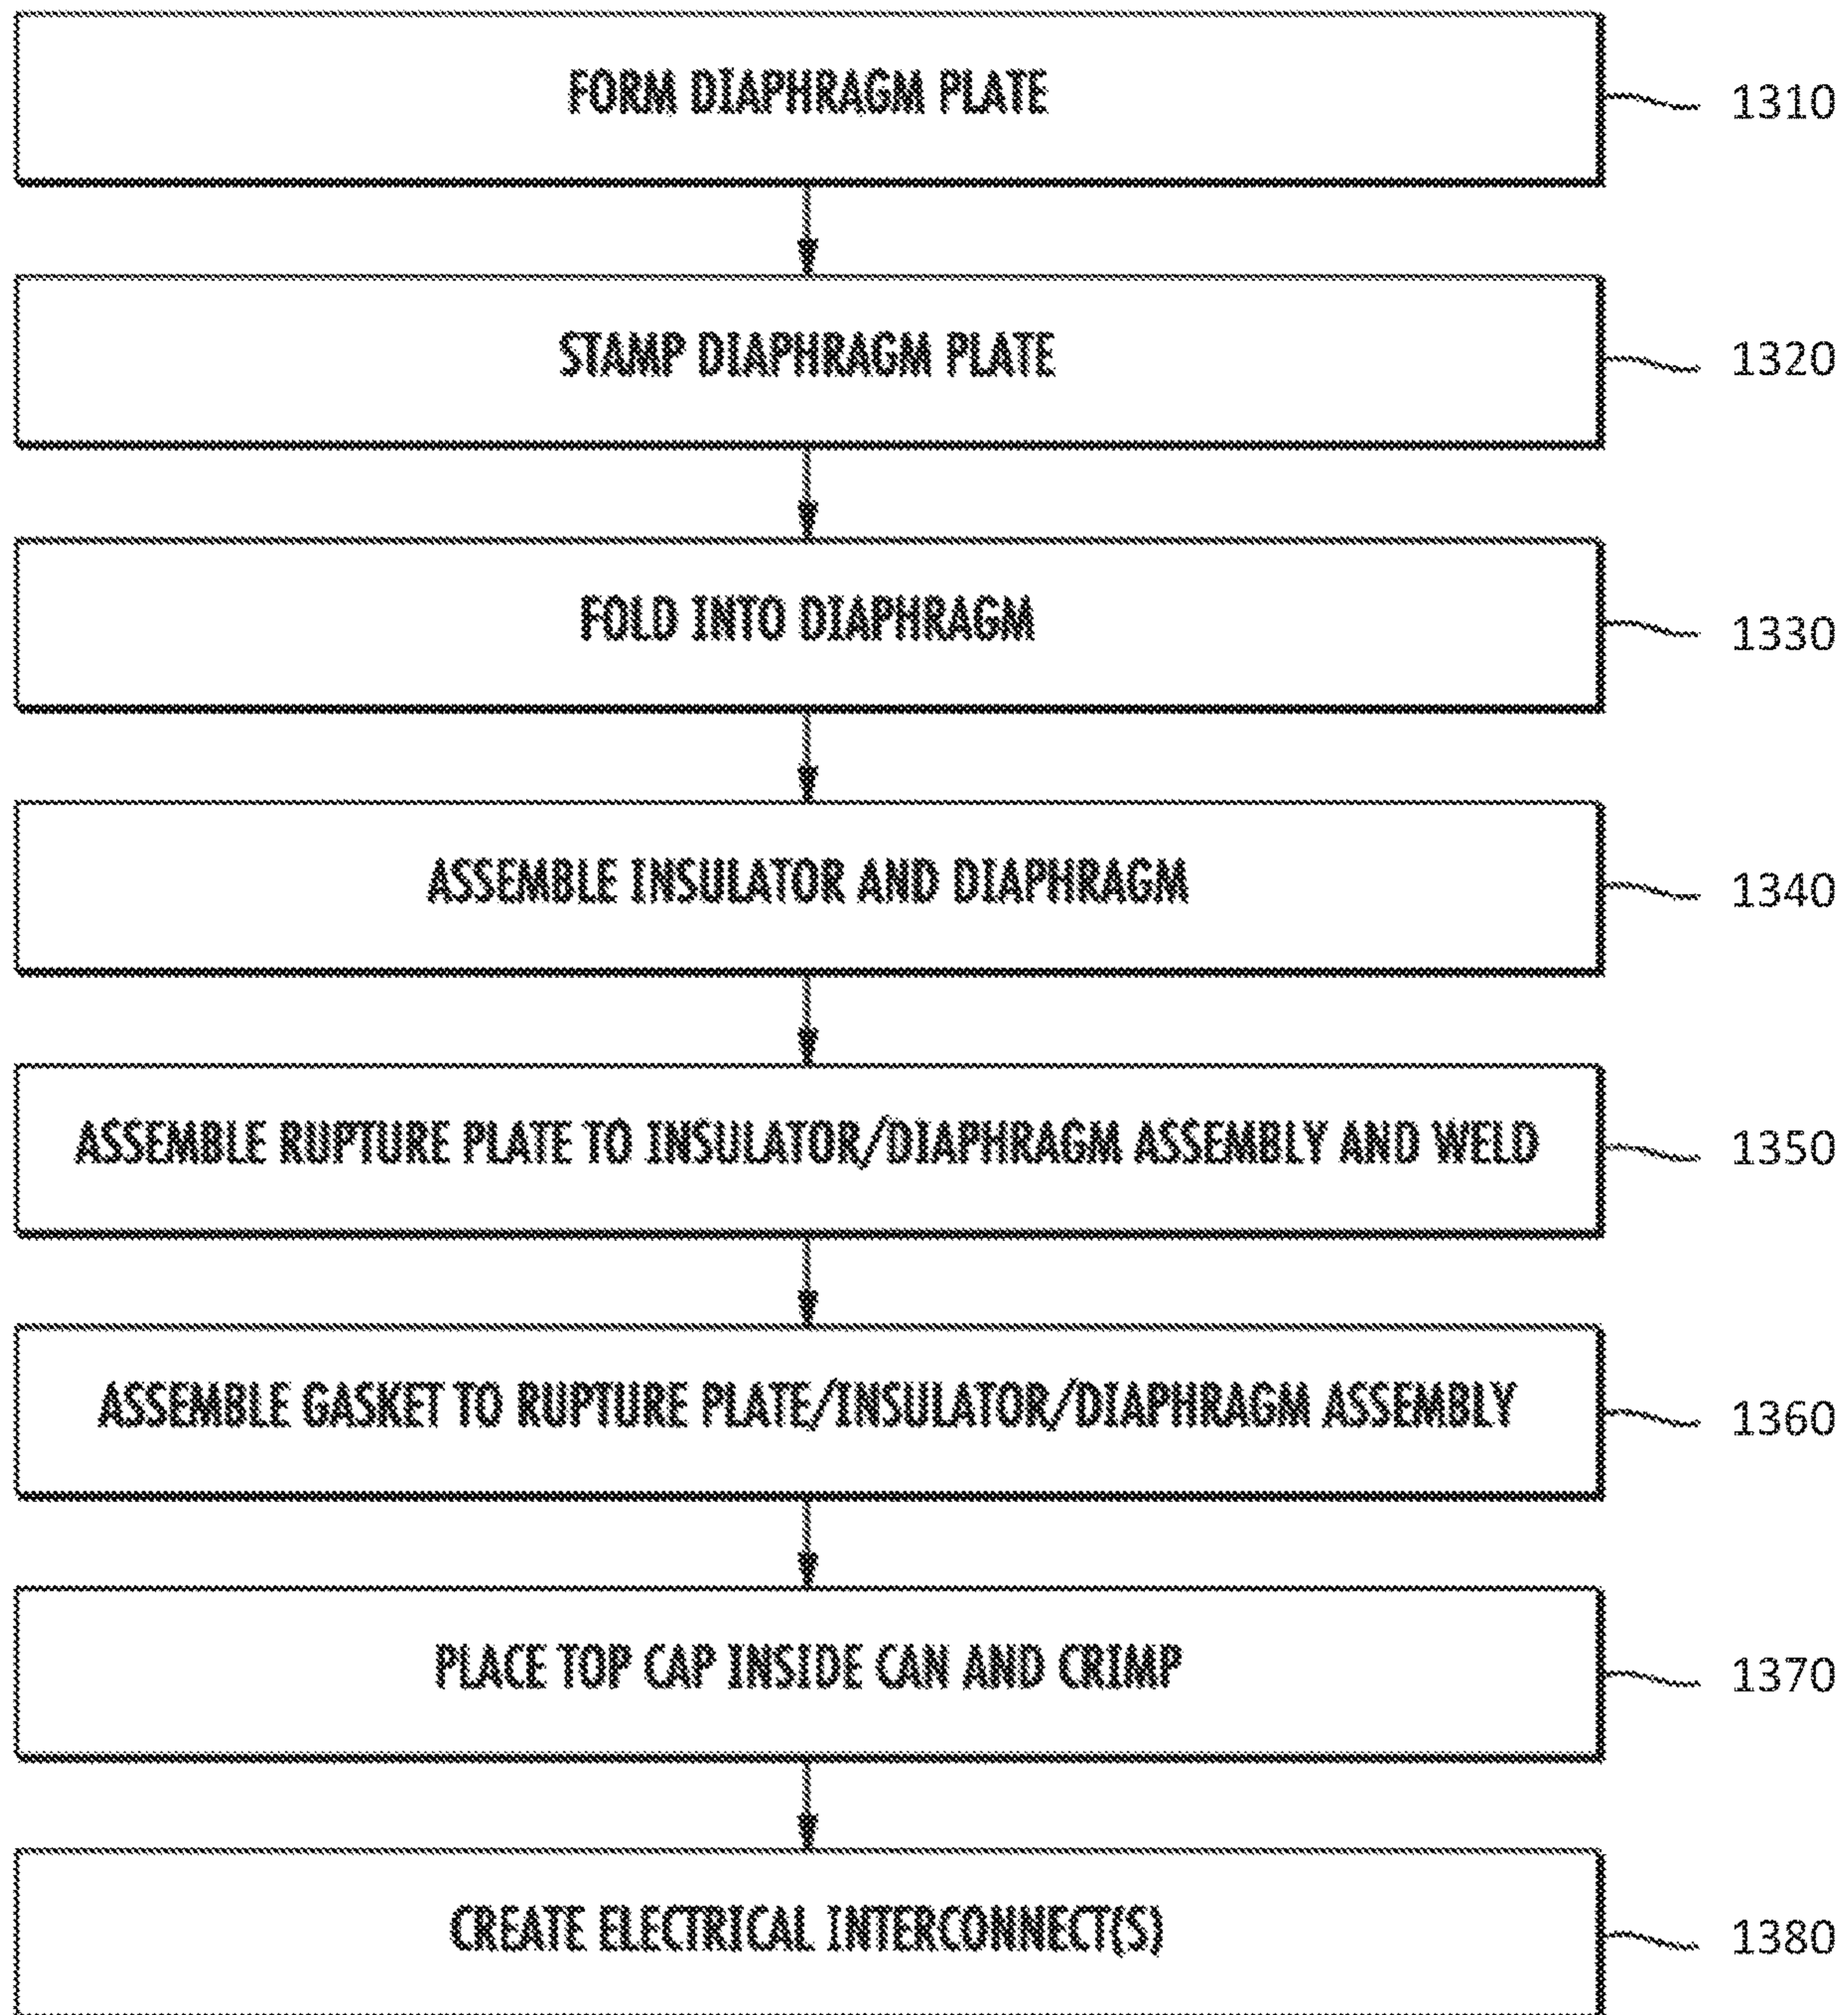 FORM DIAPHRAGM PLATE
1310
STAMP DIAPHRAGM PLATE
1320
FOLD INTO DIAPHRAGM
1330
ASSEMBLE INSULATOR AND DIAPHRAGM
1340
ASSEMBLE RUPTURE PLATE TO INSULATOR/DIAPHRAGM ASSEMBLY AND WELD
1350
ASSEMBLE GASKET TO RUPTURE PLATE/INSULATOR/DIAPHRAGM ASSEMBLY
1360
PLACE TOP CAP INSIDE CAN AND CRIMP
1370
CREATE ELECTRICAL INTERCONNECT(S)
1380